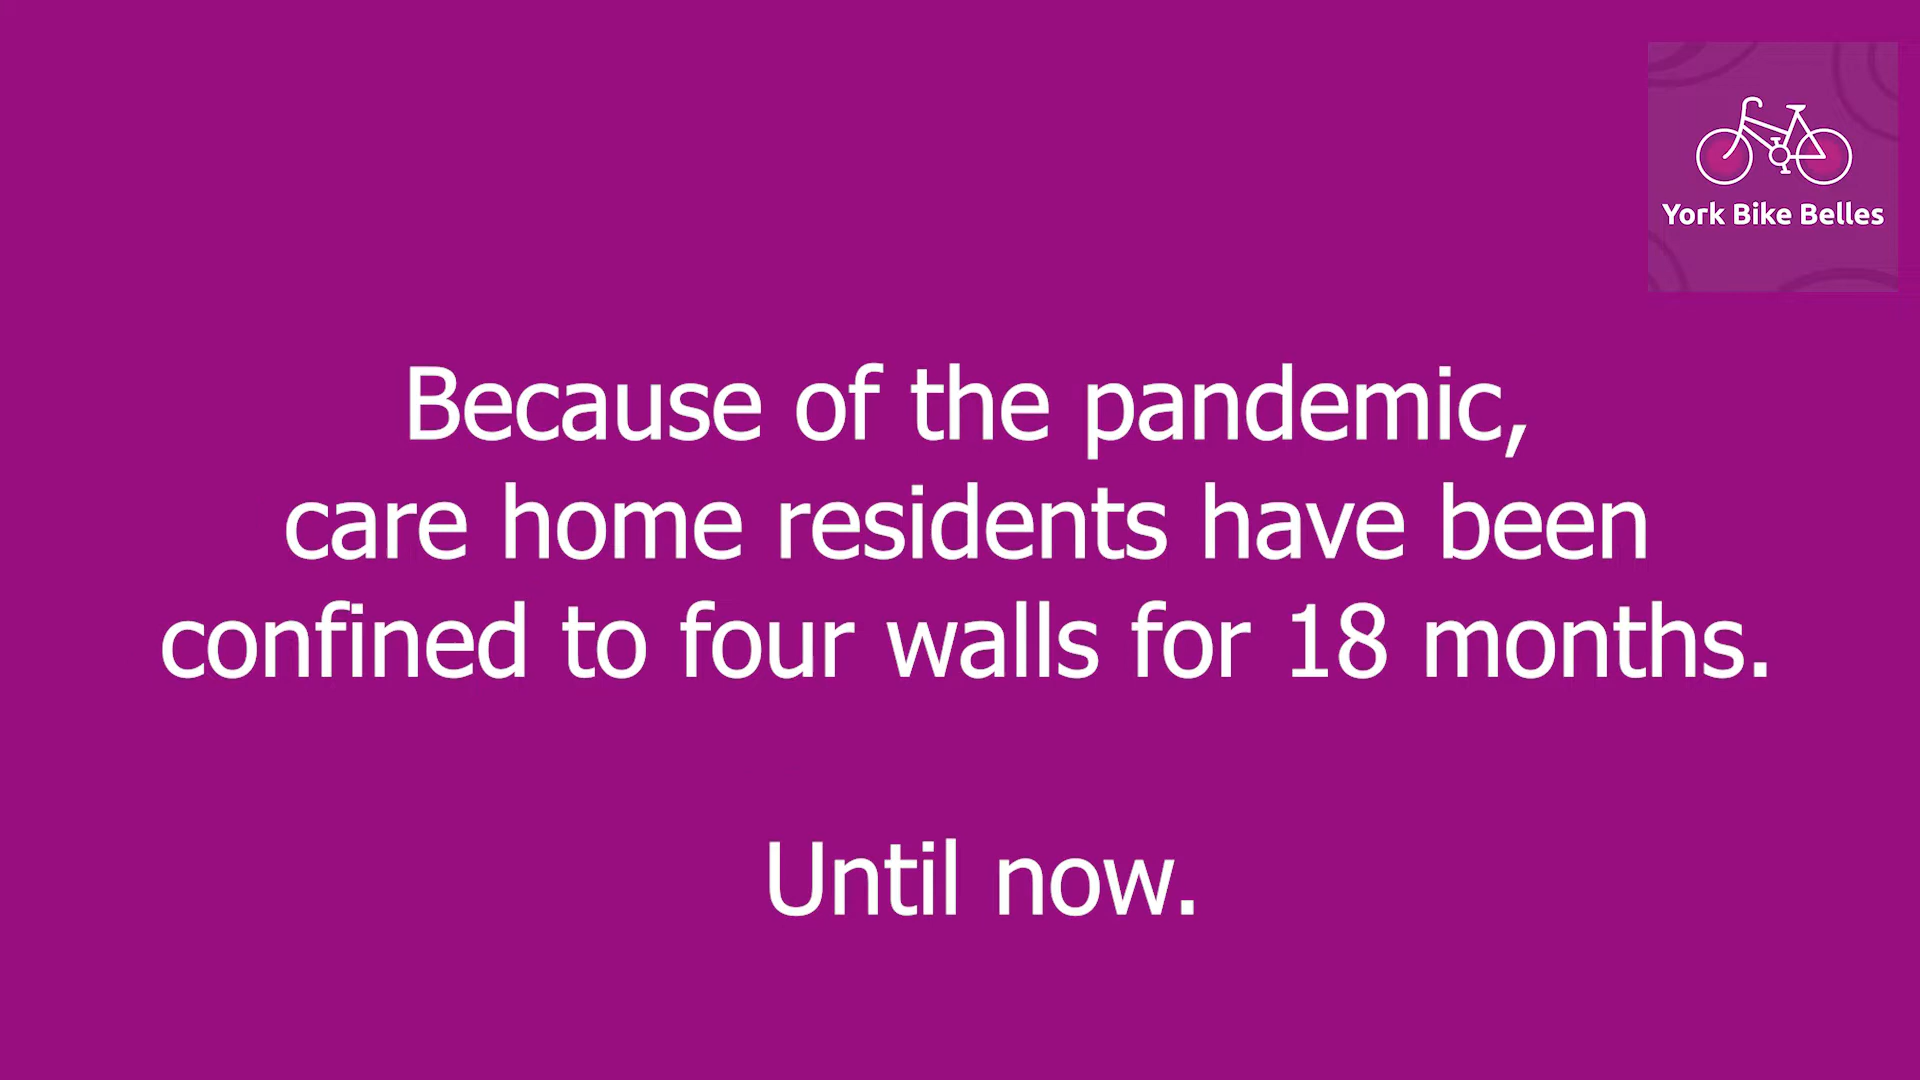 York Bike Belles
Because of the pandemic,
care home residents have been
confined to four walls for 18 months.
Until now.